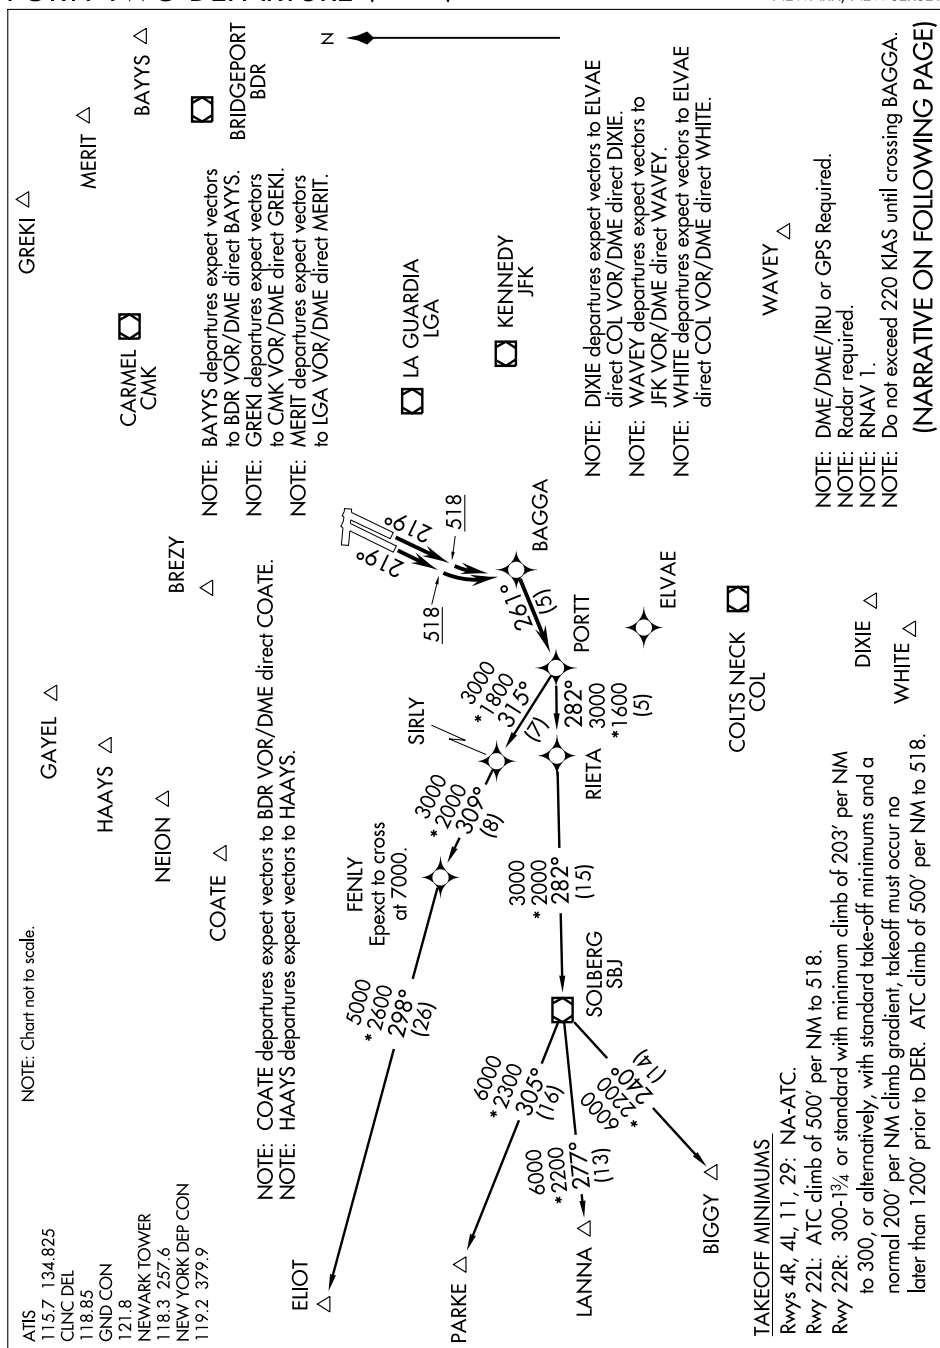 NOTE: Chart not to scale.
ATIS
115.7 134.825
CLNC DEL
118.85
GND CON
121.8
NEWARK TOWER
118.3 257.6
NEW YORK DEP CON
119.2 379.9
GAYEL
HAAYS
NEION
COATE
BREZY
GREKI
MERIT
BAYYS
CARMEL
CMK
BRIDGEPORT
BDR
N
NOTE: BAYYS departures expect vectors
to BDR VOR/DME direct BAYYS.
NOTE: GREKI departures expect vectors
to CMK VOR/DME direct GREKI.
NOTE: MERIT departures expect vectors
to LGA VOR/DME direct MERIT.
NOTE: COATE departures expect vectors to BDR VOR/DME direct COATE.
NOTE: HAAYS departures expect vectors to HAAYS.
LA GUARDIA
LGA
KENNEDY
JFK
219°
219°
518
518
BAGGA
261°
(5)
PORTT
ELVAE
SIRLY
3000
*1800
315°
(7)
282°
3000
*1600
(5)
RIETA
FENLY
Epexct to cross
at 7000.
3000
*2000
309°
(8)
3000
*2000
282°
(15)
5000
*2600
298°
(26)
ELIOT
SOLBERG
SBJ
6000
*2300
305°
(16)
PARKE
6000
*2200
277°
(13)
LANNA
6000
*2200
240°
(14)
BIGGY
COLTS NECK
COL
DIXIE
WHITE
WAVEY
NOTE: DIXIE departures expect vectors to ELVAE
direct COL VOR/DME direct DIXIE.
NOTE: WAVEY departures expect vectors to
JFK VOR/DME direct WAVEY.
NOTE: WHITE departures expect vectors to ELVAE
direct COL VOR/DME direct WHITE.
NOTE: DME/DME/IRU or GPS Required.
NOTE: Radar required.
NOTE: RNAV 1.
NOTE: Do not exceed 220 KIAS until crossing BAGGA.
(NARRATIVE ON FOLLOWING PAGE)
TAKEOFF MINIMUMS
Rwys 4R, 4L, 11, 29: NA-ATC.
Rwy 22L: ATC climb of 500' per NM to 518.
Rwy 22R: 300-1¾ or standard with minimum climb of 203' per NM
to 300, or alternatively, with standard take-off minimums and a
normal 200' per NM climb gradient, takeoff must occur no
later than 1200' prior to DER. ATC climb of 500' per NM to 518.